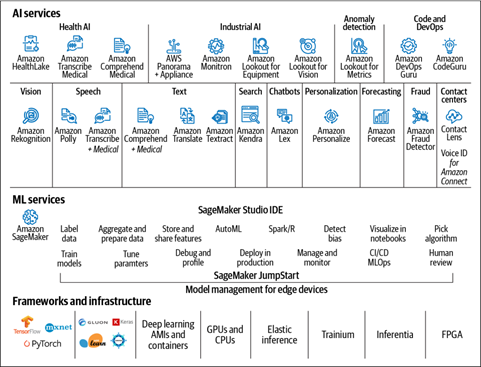 AI services
Health AI
Industrial AI
Anomaly
detection
Code and
DevOps
Amazon
HealthLake
Amazon
Transcribe
Medical
Amazon
Comprehend
Medical
AWS
Panorama
+ Appliance
Amazon
Monitron
Amazon
Lookout for
Equipment
Amazon
Lookout for
Vision
Amazon
Lookout for
Metrics
Amazon
DevOps
Guru
Amazon
CodeGuru
Vision
Speech
Text
Search
Chatbots
Personalization
Forecasting
Fraud
Contact
centers
Amazon
Rekognition
Amazon
Polly
Amazon
Transcribe
+ Medical
Amazon
Comprehend
+ Medical
Amazon
Translate
Amazon
Textract
Amazon
Kendra
Amazon
Lex
Amazon
Personalize
Amazon
Forecast
Amazon
Fraud
Detector
Contact
Lens
Voice ID
for
Amazon
Connect
ML services
SageMaker Studio IDE
Amazon
SageMaker
Label
data
Aggregate and
prepare data
Store and
share features
AutoML
Spark/R
Detect
bias
Visualize in
notebooks
Pick
algorithm
Train
models
Tune
paramters
Debug and
profile
Deploy in
production
Manage and
monitor
CI/CD
MLOps
Human
review
SageMaker JumpStart
Model management for edge devices
Frameworks and infrastructure
TensorFlow
mxnet
PyTorch
GLUON
Keras
learn
Deep learning
AMIs and
containers
GPUs and
CPUs
Elastic
inference
Trainium
Inferentia
FPGA